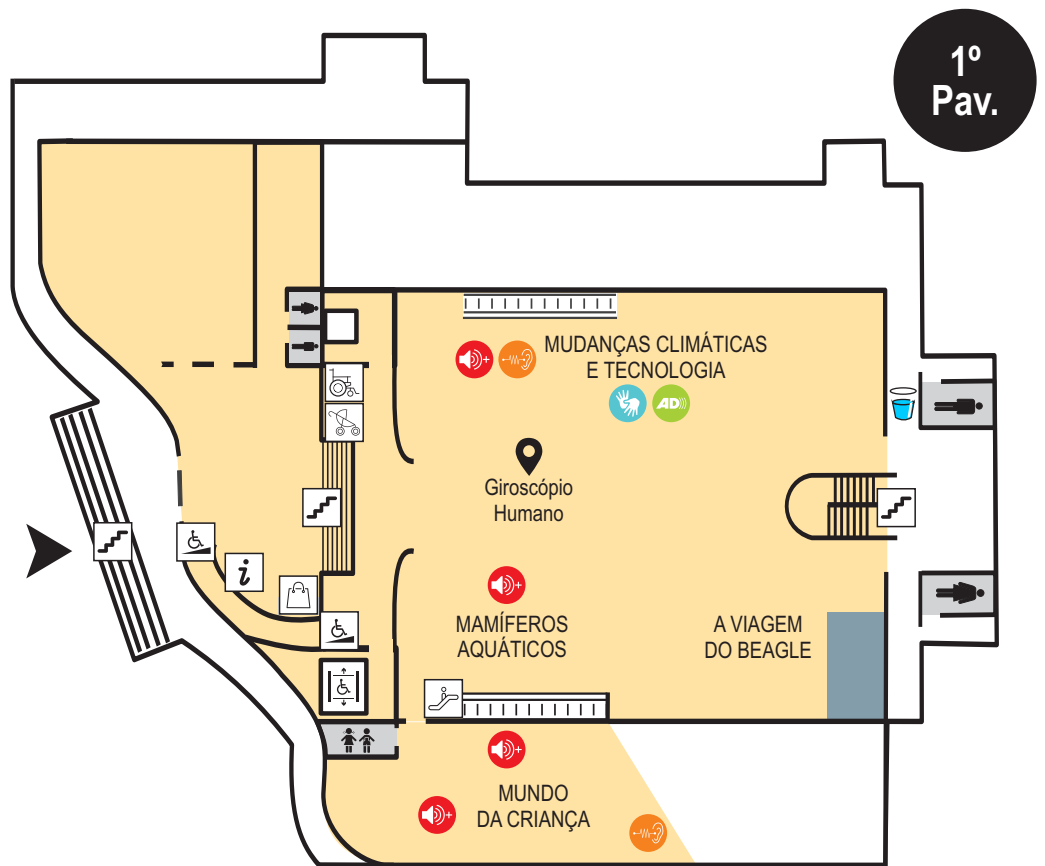 1º
Pav.
MUDANÇAS CLIMÁTICAS
E TECNOLOGIA
AD
Giroscópio
Humano
i
MAMÍFEROS
AQUÁTICOS
A VIAGEM
DO BEAGLE
MUNDO
DA CRIANÇA